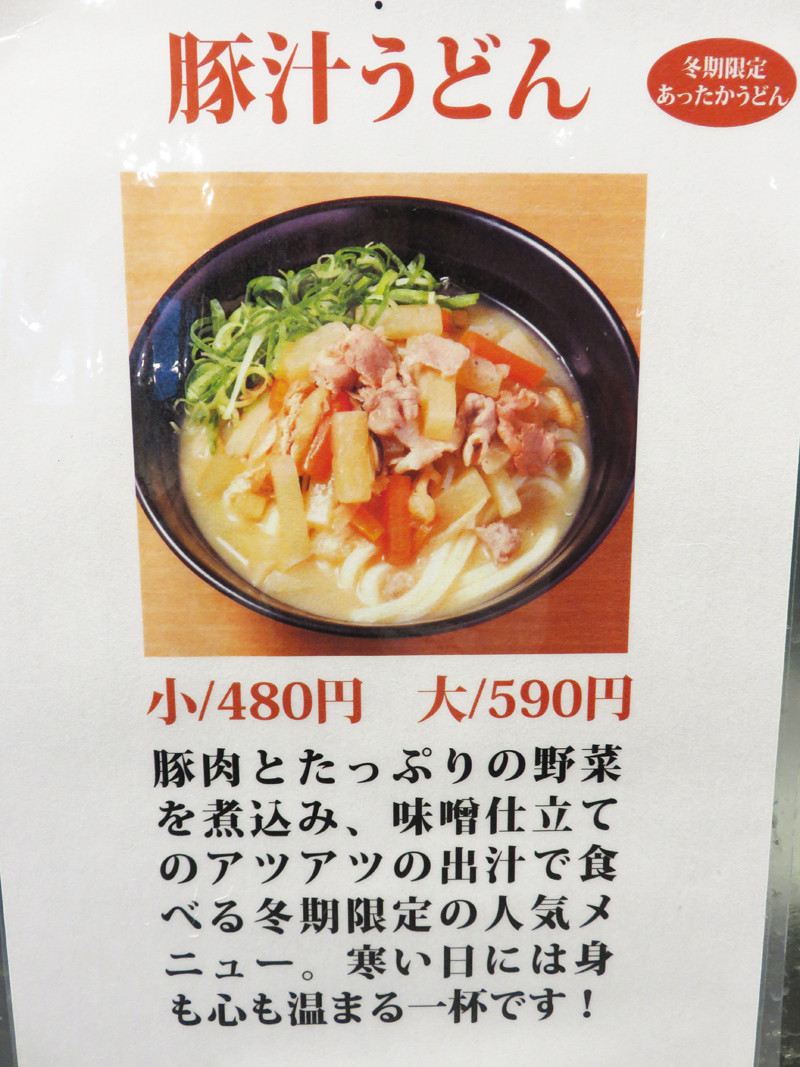 豚汁うどん
冬期限定
あったかうどん
小/480円　大/590円
豚肉とたっぷりの野菜
を煮込み、味噌仕立て
のアツアツの出汁で食
べる冬期限定の人気メ
ニュー。寒い日には身
も心も温まる一杯です！